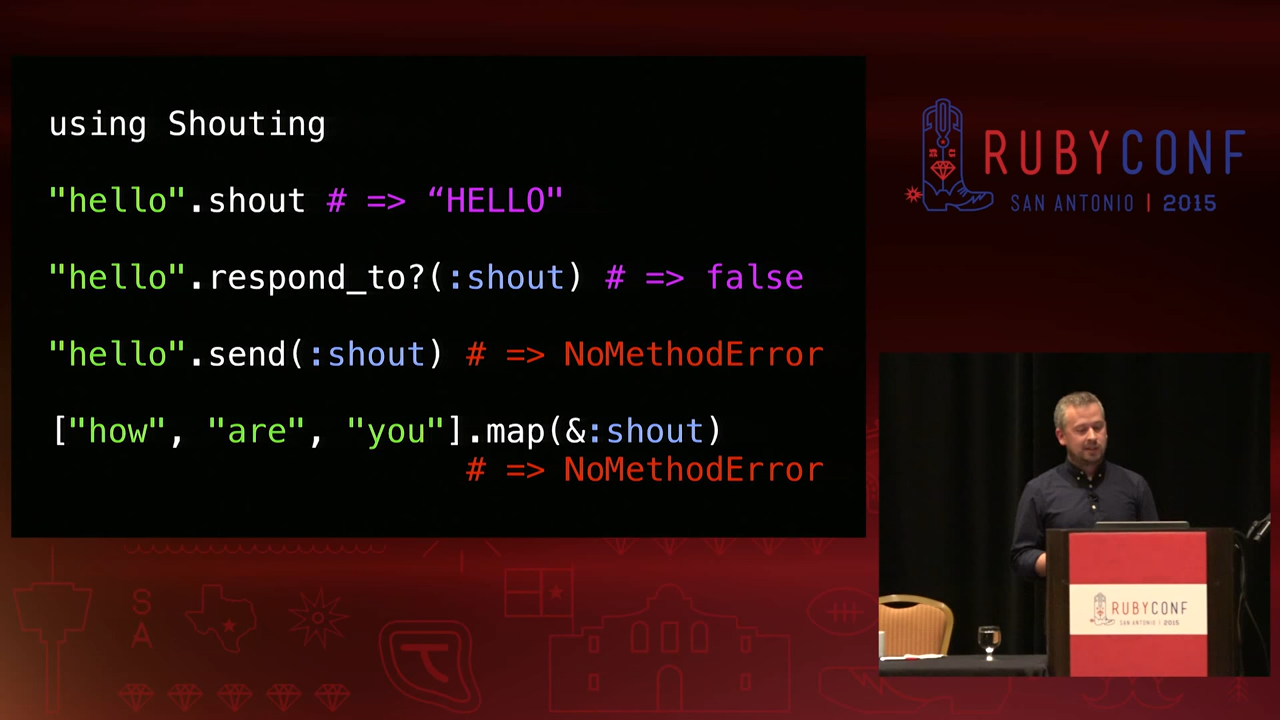 using Shouting
"hello".shout # => “HELLO"
"hello".respond_to?(:shout) # => false
"hello".send(:shout) # => NoMethodError
["how", "are", "you"].map(&:shout)
# => NoMethodError
RUBYCONF
SAN ANTONIO | 2015
RUBYCONF
SAN ANTONIO | 2015
S
A